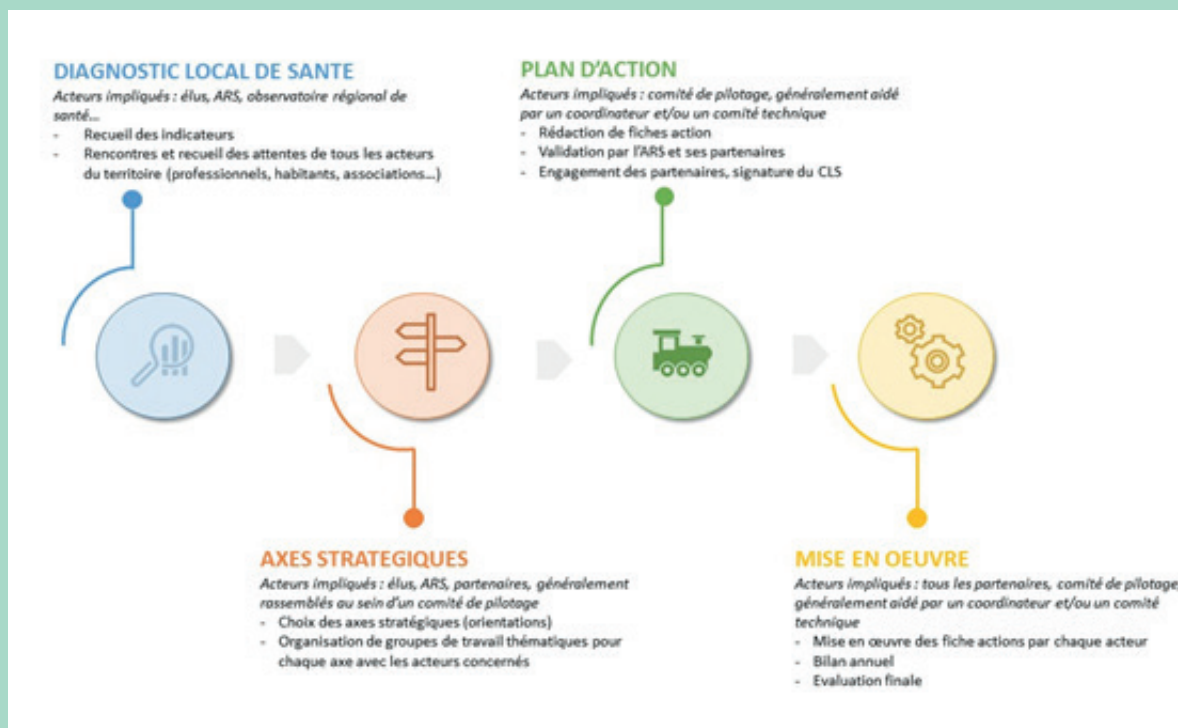 DIAGNOSTIC LOCAL DE SANTE
Acteurs impliqués : élus, ARS, observatoire régional de
santé...
- Recueil des indicateurs
- Rencontres et recueil des attentes de tous les acteurs
du territoire (professionnels, habitants, associations...)
PLAN D'ACTION
Acteurs impliqués : comité de pilotage, généralement aidé
par un coordinateur et/ou un comité technique
- Rédaction de fiches action
- Validation par l'ARS et ses partenaires
- Engagement des partenaires, signature du CLS
AXES STRATEGIQUES
Acteurs impliqués : élus, ARS, partenaires, généralement
rassemblés au sein d'un comité de pilotage
- Choix des axes stratégiques (orientations)
- Organisation de groupes de travail thématiques pour
chaque axe avec les acteurs concernés
MISE EN OEUVRE
Acteurs impliqués : tous les partenaires, comité de pilotage,
généralement aidé par un coordinateur et/ou un comité
technique
- Mise en œuvre des fiche actions par chaque acteur
- Bilan annuel
- Evaluation finale